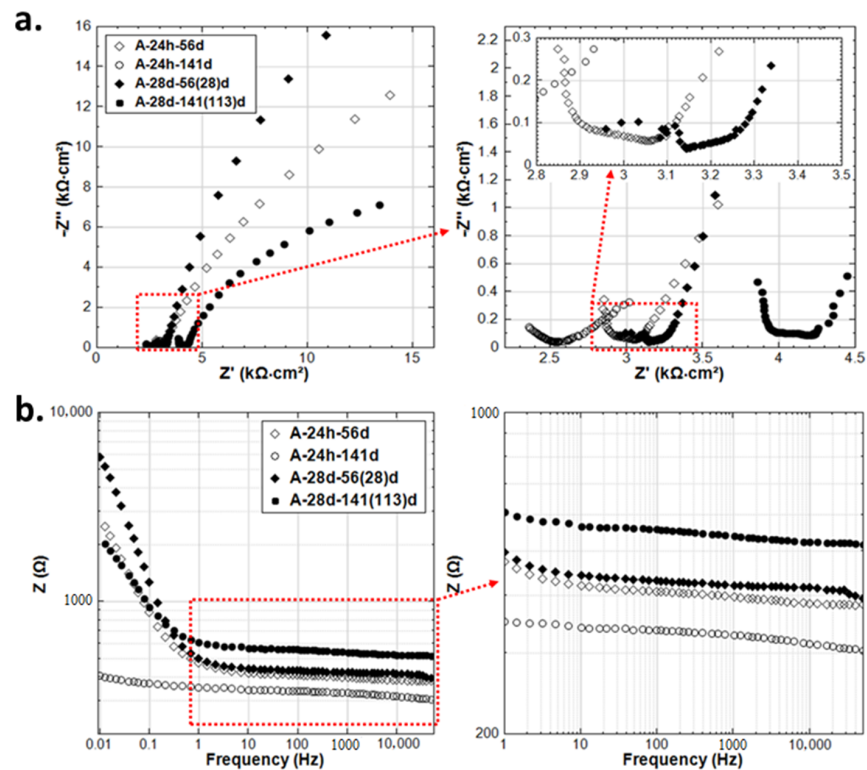 a.
16
14
12
10
8
6
4
2
0
-Z'' (kΩ·cm²)
A-24h-56d
A-24h-141d
A-28d-56(28)d
A-28d-141(113)d
0 5 10 15
Z' (kΩ·cm²)
2.2
2
1.8
1.6
1.4
1.2
1
0.8
0.6
0.4
0.2
0
-Z'' (kΩ·cm²)
0.3
0.2
0.1
0
2.8 2.9 3 3.1 3.2 3.3 3.4 3.5
2.5 3 3.5 4 4.5
Z' (kΩ·cm²)
b.
10.000
1000
Z (Ω)
A-24h-56d
A-24h-141d
A-28d-56(28)d
A-28d-141(113)d
0.01 0.1 1 10 100 1000 10.000
Frequency (Hz)
1000
200
Z (Ω)
1 10 100 1000 10.000
Frequency (Hz)